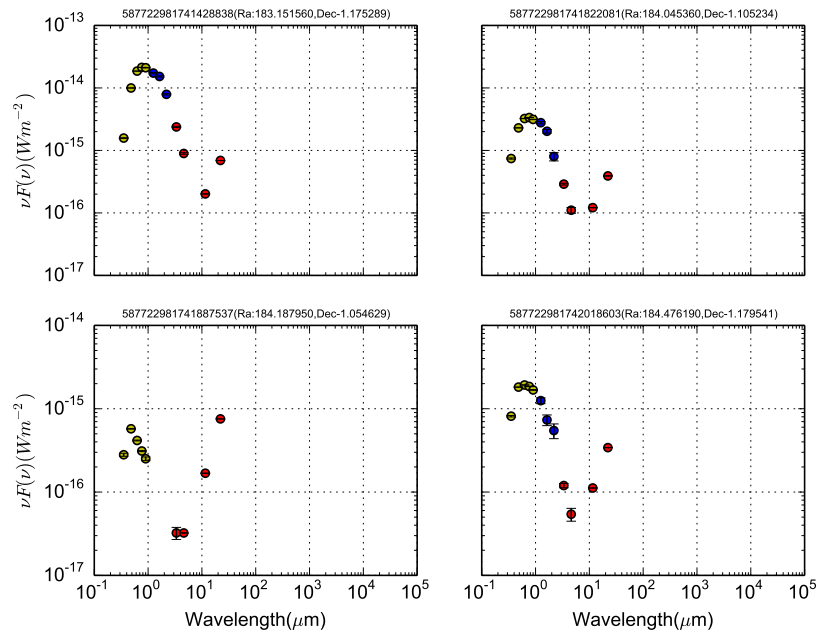 587722981741428838(Ra:183.151560,Dec-1.175289)
587722981741822081(Ra:184.045360,Dec-1.105234)
10^{-13}
10^{-14}
10^{-15}
10^{-16}
10^{-17}
νF(ν)(Wm^{-2})
587722981741887537(Ra:184.187950,Dec-1.054629)
587722981742018603(Ra:184.476190,Dec-1.179541)
10^{-14}
10^{-15}
10^{-16}
10^{-17}
νF(ν)(Wm^{-2})
10^{-1} 10^{0} 10^{1} 10^{2} 10^{3} 10^{4} 10^{5}
10^{-1} 10^{0} 10^{1} 10^{2} 10^{3} 10^{4} 10^{5}
Wavelength(μm)
Wavelength(μm)